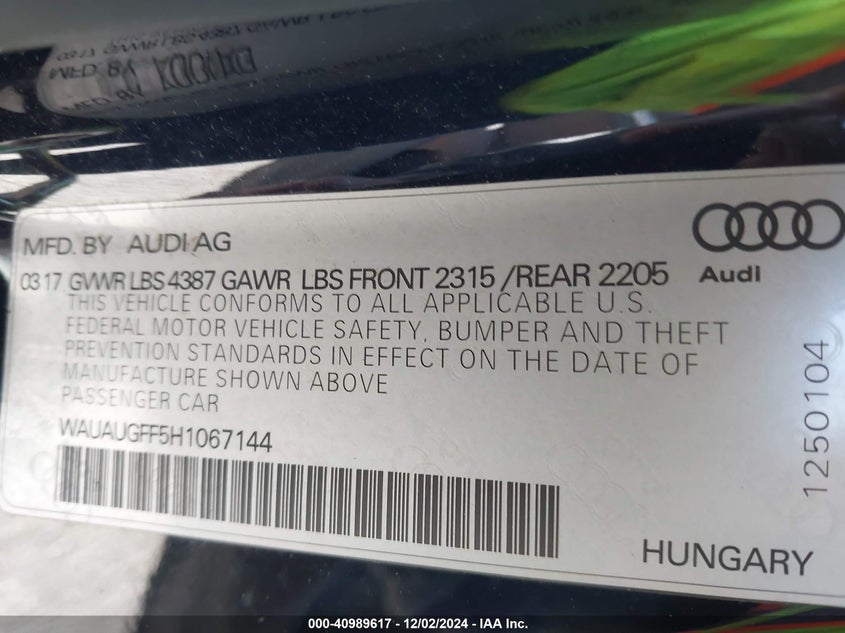 MFD. BY AUDI AG
03 17 GVWR LBS 4387 GAWR LBS FRONT 2315 /REAR 2205
THIS VEHICLE CONFORMS TO ALL APPLICABLE U.S.
FEDERAL MOTOR VEHICLE SAFETY, BUMPER AND THEFT
PREVENTION STANDARDS IN EFFECT ON THE DATE OF
MANUFACTURE SHOWN ABOVE
PASSENGER CAR
WAUAUGFF5H1067144
Audi
1250104
HUNGARY
000-40989617 - 12/02/2024 - IAA Inc.